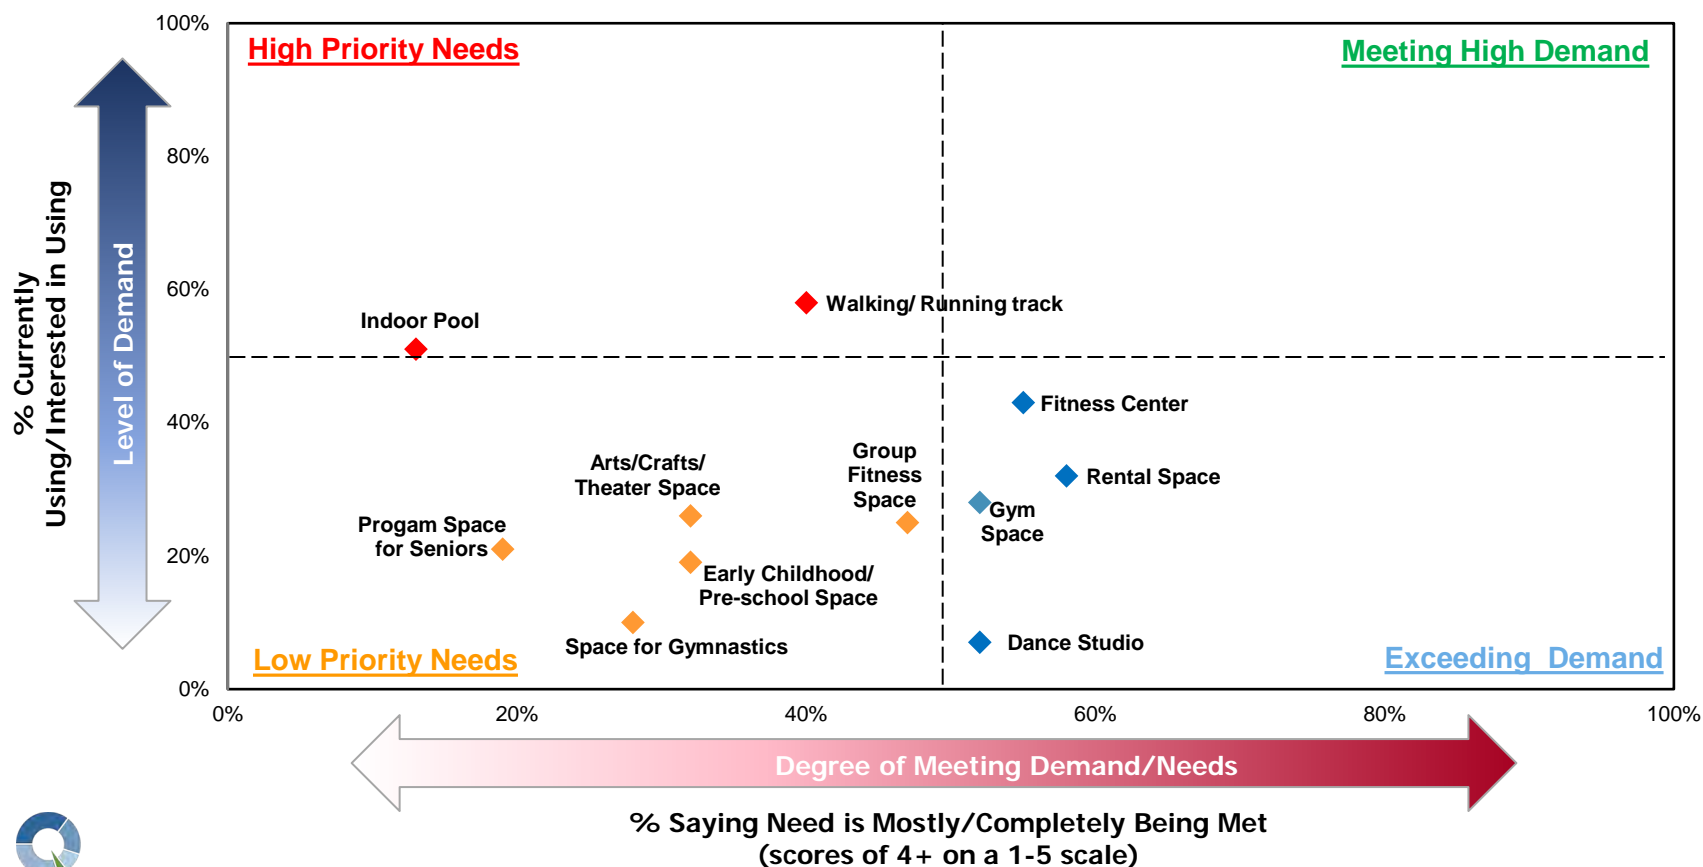 100%
High Priority Needs
Meeting High Demand
80%
60%
40%
20%
0%
% Currently
Using/Interested in Using
Level of Demand
Indoor Pool
Walking/ Running track
Fitness Center
Group
Fitness
Space
Arts/Crafts/
Theater Space
Rental Space
Gym
Space
Progam Space
for Seniors
Early Childhood/
Pre-school Space
Space for Gymnastics
Dance Studio
Low Priority Needs
Exceeding  Demand
0%
20%
40%
60%
80%
100%
Degree of Meeting Demand/Needs
% Saying Need is Mostly/Completely Being Met
(scores of 4+ on a 1-5 scale)